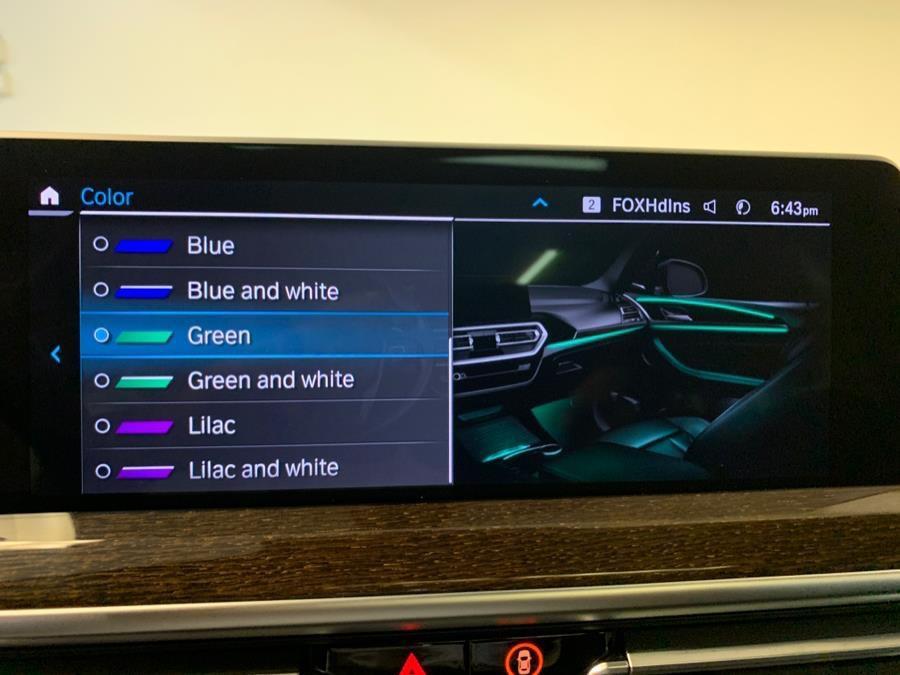 Color
2 FOXHdlns 6:43pm
Blue
Blue and white
Green
Green and white
Lilac
Lilac and white